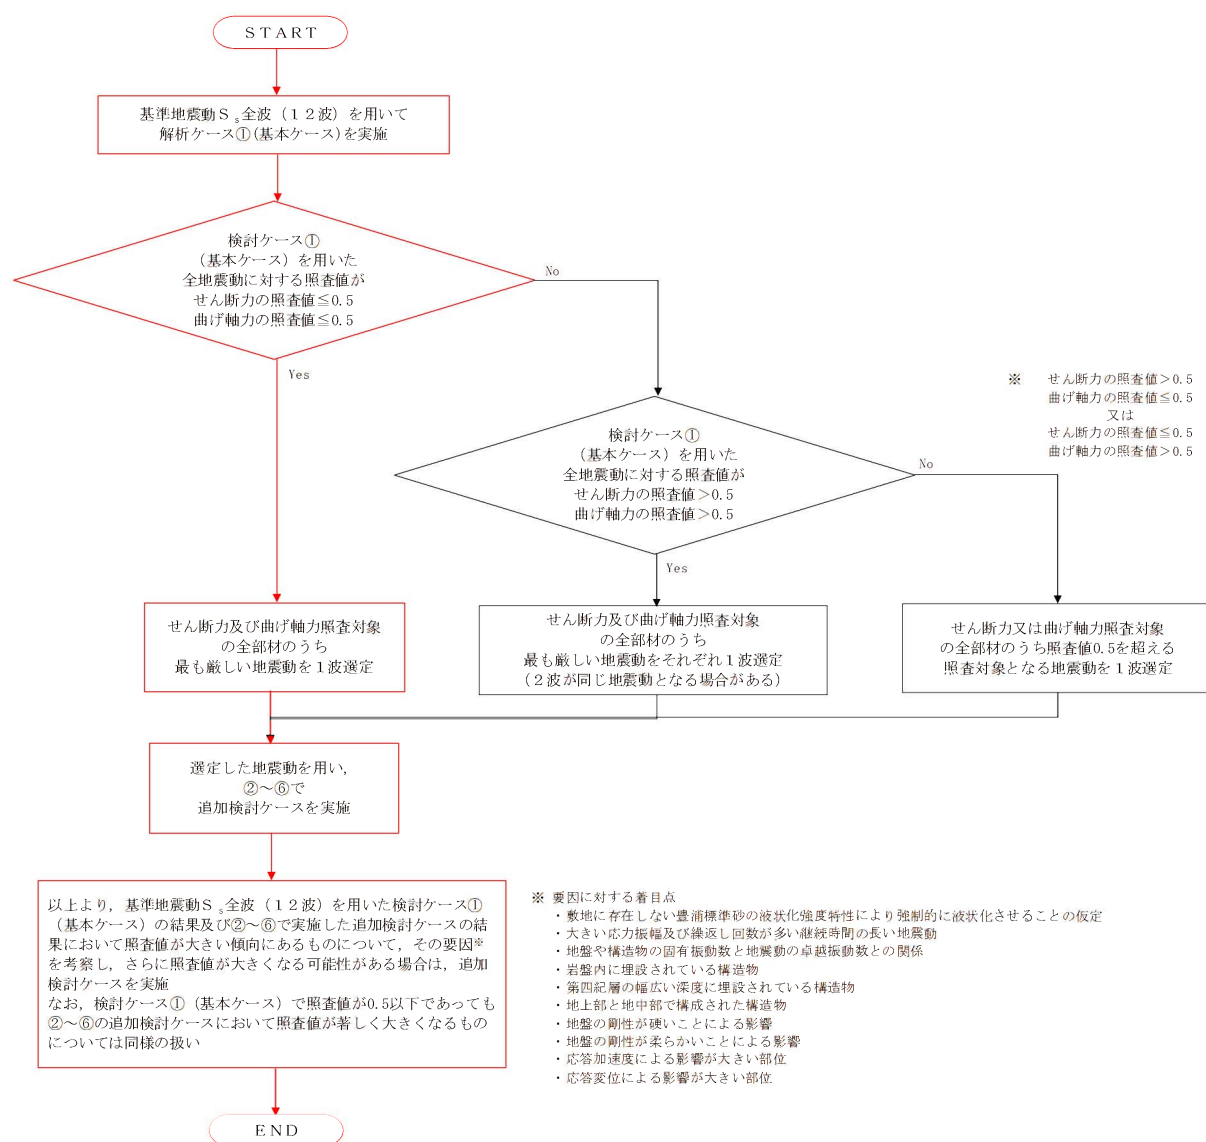 START
基準地震動Ｓs全波（１２波）を用いて
解析ケース①(基本ケース)を実施
検討ケース①
（基本ケース）を用いた
全地震動に対する照査値が
せん断力の照査値≦0.5
曲げ軸力の照査値≦0.5
No
Yes
※ せん断力の照査値＞0.5
曲げ軸力の照査値≦0.5
又は
せん断力の照査値≦0.5
曲げ軸力の照査値＞0.5
検討ケース①
（基本ケース）を用いた
全地震動に対する照査値が
せん断力の照査値＞0.5
曲げ軸力の照査値＞0.5
No
Yes
せん断力及び曲げ軸力照査対象
の全部材のうち
最も厳しい地震動を１波選定
せん断力及び曲げ軸力照査対象
の全部材のうち
最も厳しい地震動をそれぞれ１波選定
（２波が同じ地震動となる場合がある）
せん断力又は曲げ軸力照査対象
の全部材のうち照査値0.5を超える
照査対象となる地震動を１波選定
選定した地震動を用い，
②～⑥で
追加検討ケースを実施
以上より，基準地震動Ｓs全波（１２波）を用いた検討ケース①
（基本ケース）の結果及び②～⑥で実施した追加検討ケースの結
果において照査値が大きい傾向にあるものについて，その要因※
を考察し，さらに照査値が大きくなる可能性がある場合は，追加
検討ケースを実施
なお，検討ケース①（基本ケース）で照査値が0.5以下であっても
②～⑥の追加検討ケースにおいて照査値が著しく大きくなるもの
については同様の扱い
※ 要因に対する着目点
・敷地に存在しない豊浦標準砂の液状化強度特性により強制的に液状化させることの仮定
・大きい応力振幅及び繰返し回数が多い継続時間の長い地震動
・地盤や構造物の固有振動数と地震動の卓越振動数との関係
・岩盤内に埋設されている構造物
・第四紀層の幅広い深度に埋設されている構造物
・地上部と地中部で構成された構造物
・地盤の剛性が硬いことによる影響
・地盤の剛性が柔らかいことによる影響
・応答加速度による影響が大きい部位
・応答変位による影響が大きい部位
END